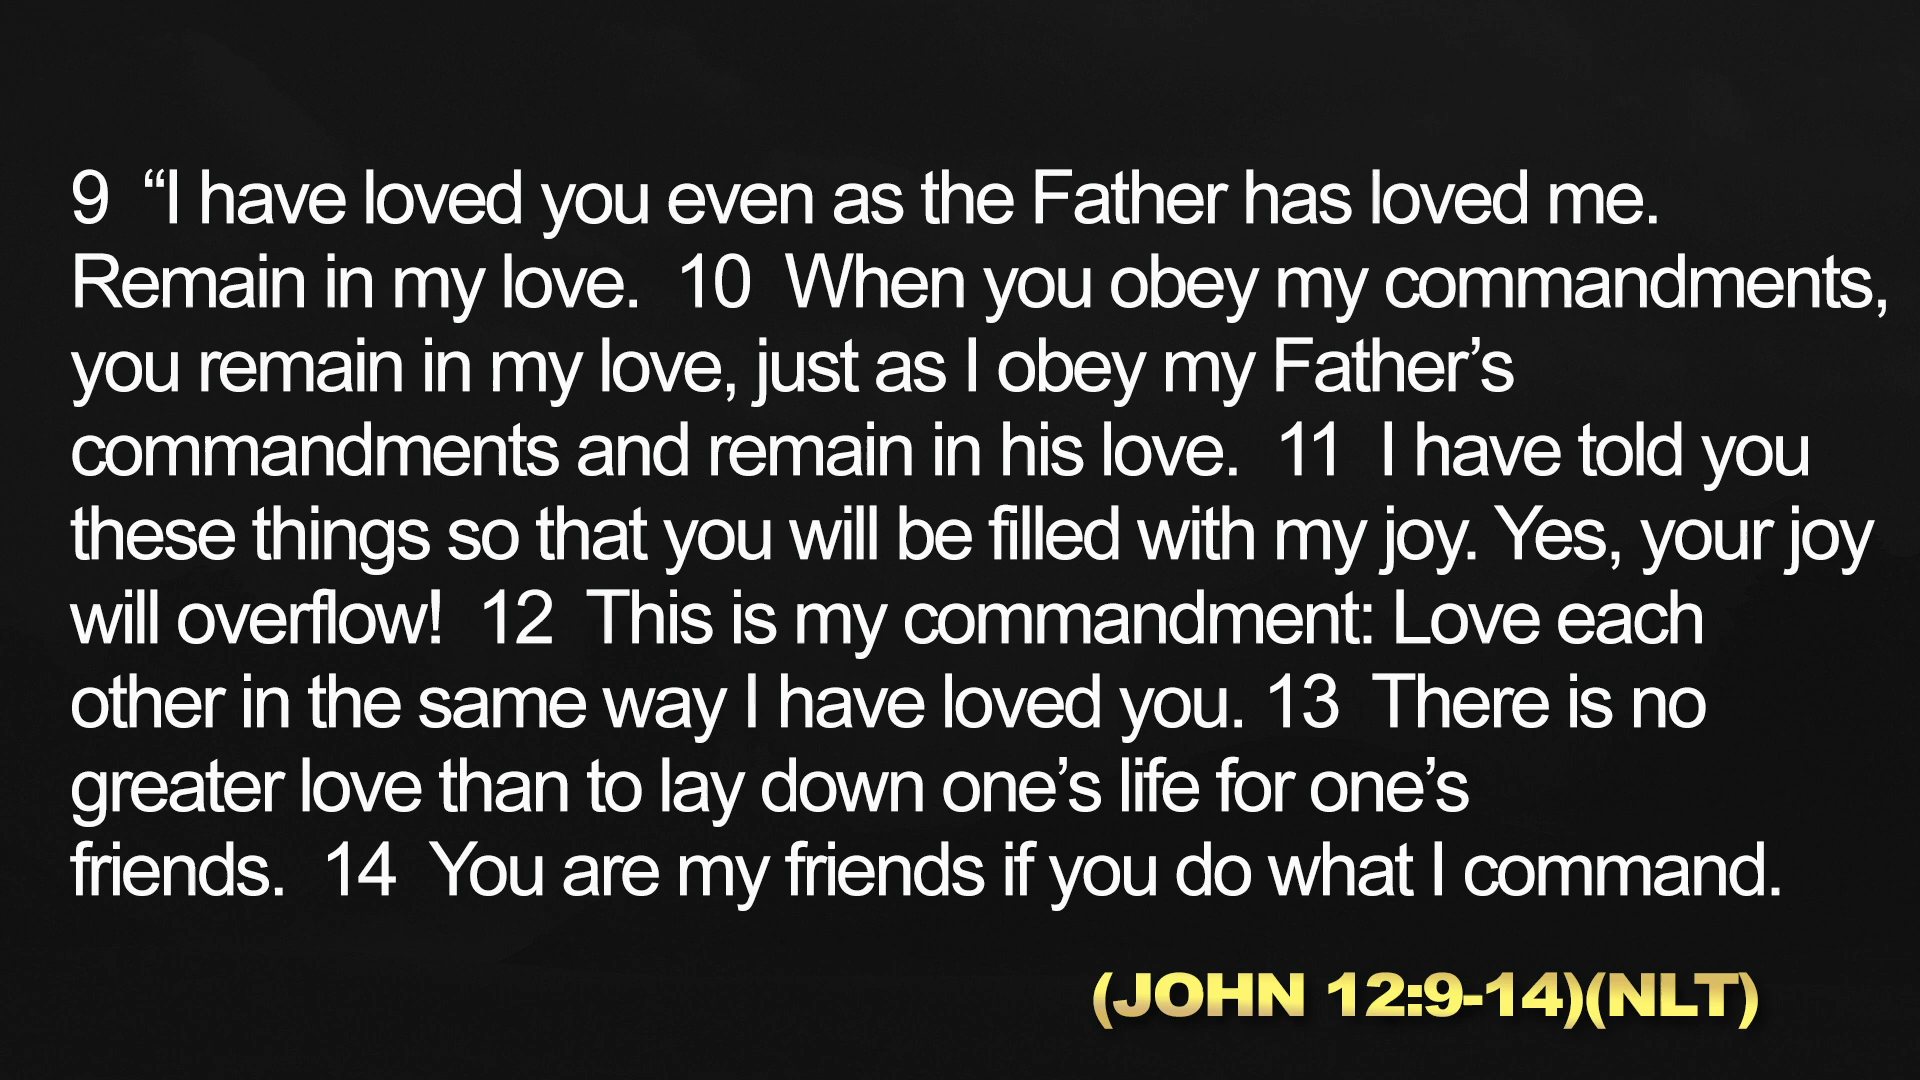 9  “I have loved you even as the Father has loved me.
Remain in my love.  10  When you obey my commandments,
you remain in my love, just as I obey my Father’s
commandments and remain in his love.  11  I have told you
these things so that you will be filled with my joy. Yes, your joy
will overflow!  12  This is my commandment: Love each
other in the same way I have loved you. 13  There is no
greater love than to lay down one’s life for one’s
friends.  14  You are my friends if you do what I command.
(JOHN 12:9-14)(NLT)